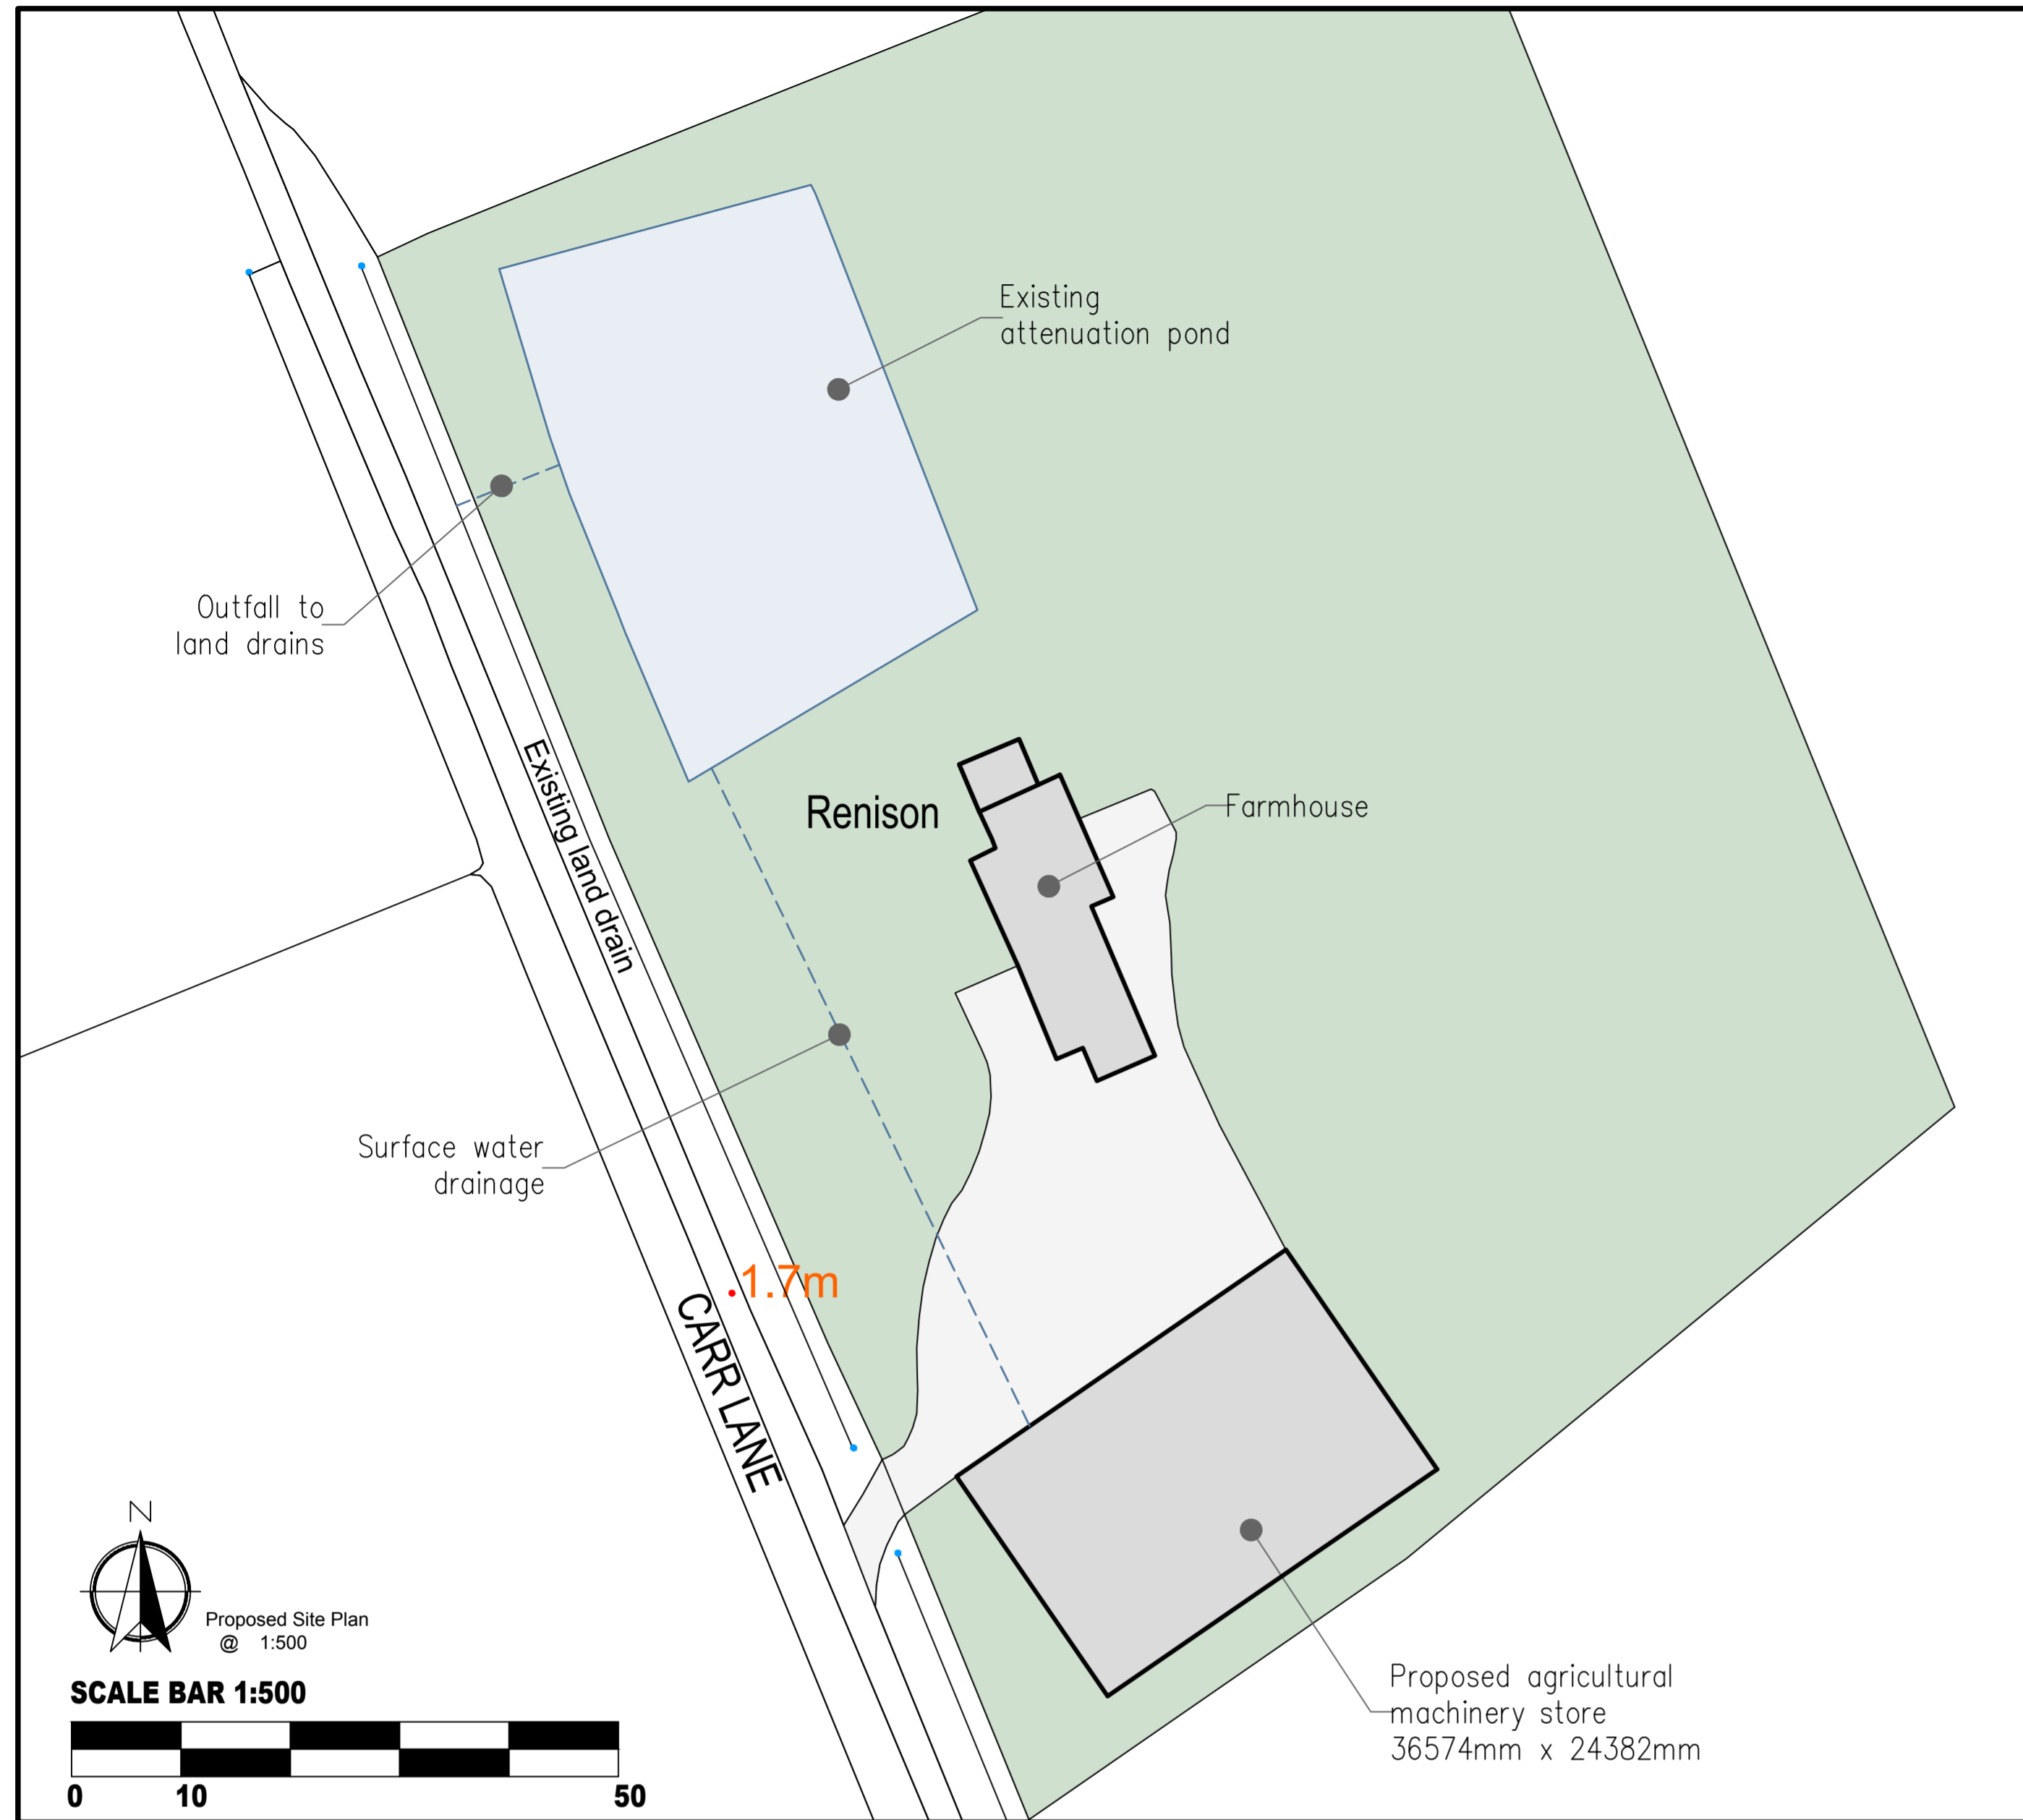 Existing
attenuation pond
Outfall to
land drains
Existing land drain
Renison
Farmhouse
Surface water
drainage
1.7m
CARR LANE
N
Proposed Site Plan
@ 1:500
SCALE BAR 1:500
0 10 50
Proposed agricultural
machinery store
36574mm x 24382mm